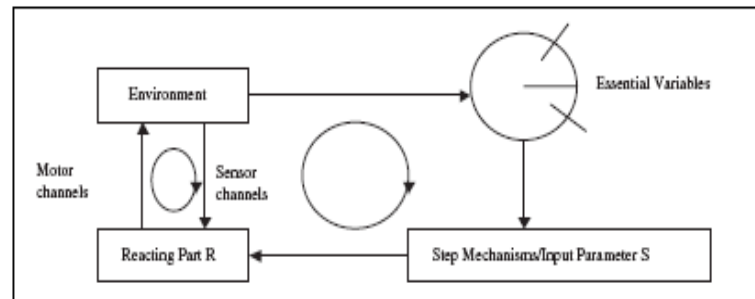 Environment
Essential Variables
Motor
channels
Sensor
channels
Reacting Part R
Step Mechanisms/Input Parameter S